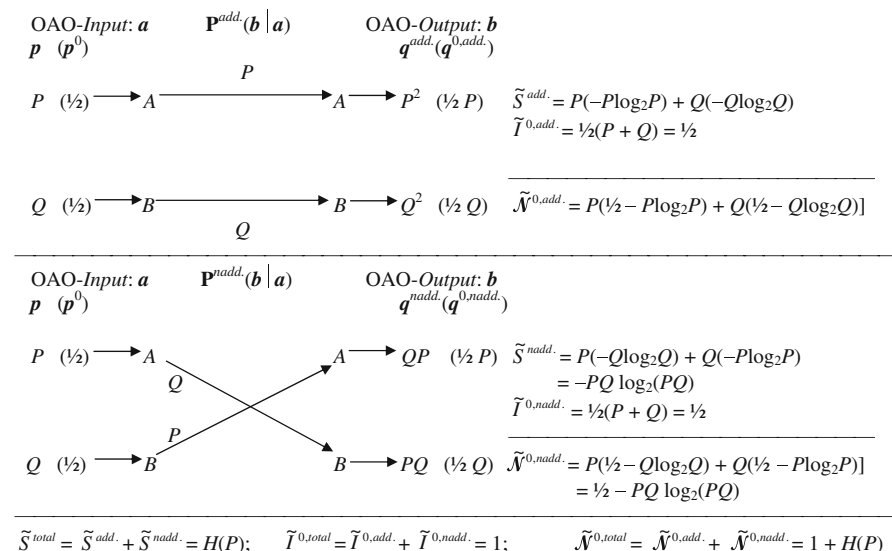 OAO-Input: a P^add.(b | a) OAO-Output: b
p (p^0) q^add.(q^0,add.)
P
P (½) A A P² (½ P) S̃^add. = P(−Plog₂P) + Q(−Qlog₂Q)
Ĩ^0,add. = ½(P + Q) = ½
Q (½) B B Q² (½ Q) Ñ^0,add. = P(½ − Plog₂P) + Q(½ − Qlog₂Q)]
Q
OAO-Input: a P^nadd.(b | a) OAO-Output: b
p (p^0) q^nadd.(q^0,nadd.)
P (½) A A QP (½ P) S̃^nadd. = P(−Qlog₂Q) + Q(−Plog₂P)
Q = −PQ log₂(PQ)
Ĩ^0,nadd. = ½(P + Q) = ½
P
Q (½) B B PQ (½ Q) Ñ^0,nadd. = P(½ − Qlog₂Q) + Q(½ − Plog₂P)]
= ½ − PQ log₂(PQ)
S̃^total = S̃^add. + S̃^nadd. = H(P); Ĩ^0,total = Ĩ^0,add. + Ĩ^0,nadd. = 1; Ñ^0,total = Ñ^0,add. + Ñ^0,nadd. = 1 + H(P)